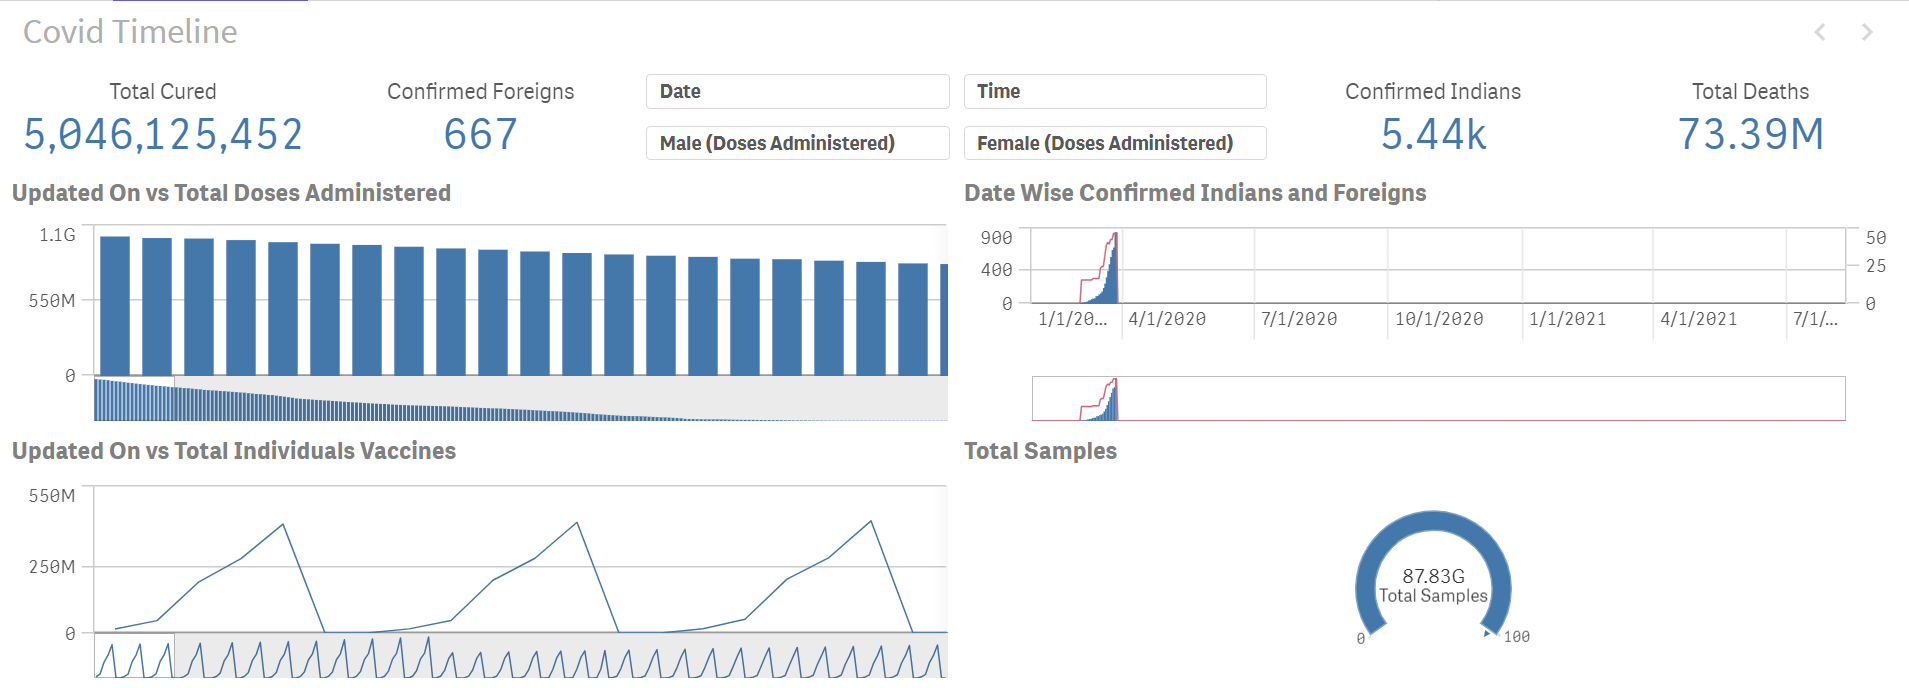 Covid Timeline
Total Cured
5,046,125,452
Confirmed Foreigns
667
Date
Time
Male (Doses Administered)
Female (Doses Administered)
Confirmed Indians
5.44k
Total Deaths
73.39M
Updated On vs Total Doses Administered
1.1G
550M
0
Date Wise Confirmed Indians and Foreigns
900
400
0
50
25
0
1/1/20... 4/1/2020 7/1/2020 10/1/2020 1/1/2021 4/1/2021 7/1/...
Updated On vs Total Individuals Vaccines
550M
250M
0
Total Samples
87.83G
Total Samples
0 100